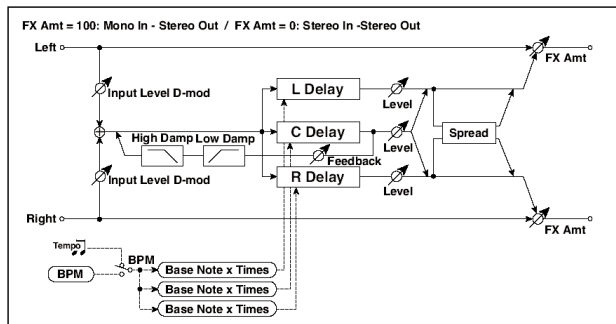 FX Amt = 100: Mono In - Stereo Out / FX Amt = 0: Stereo In -Stereo Out
Left
FX Amt
Input Level D-mod
L Delay
Level
High Damp Low Damp
C Delay
Level
Spread
Feedback
Input Level D-mod
R Delay
Level
Right
FX Amt
Tempo
BPM
BPM
Base Note x Times
Base Note x Times
Base Note x Times